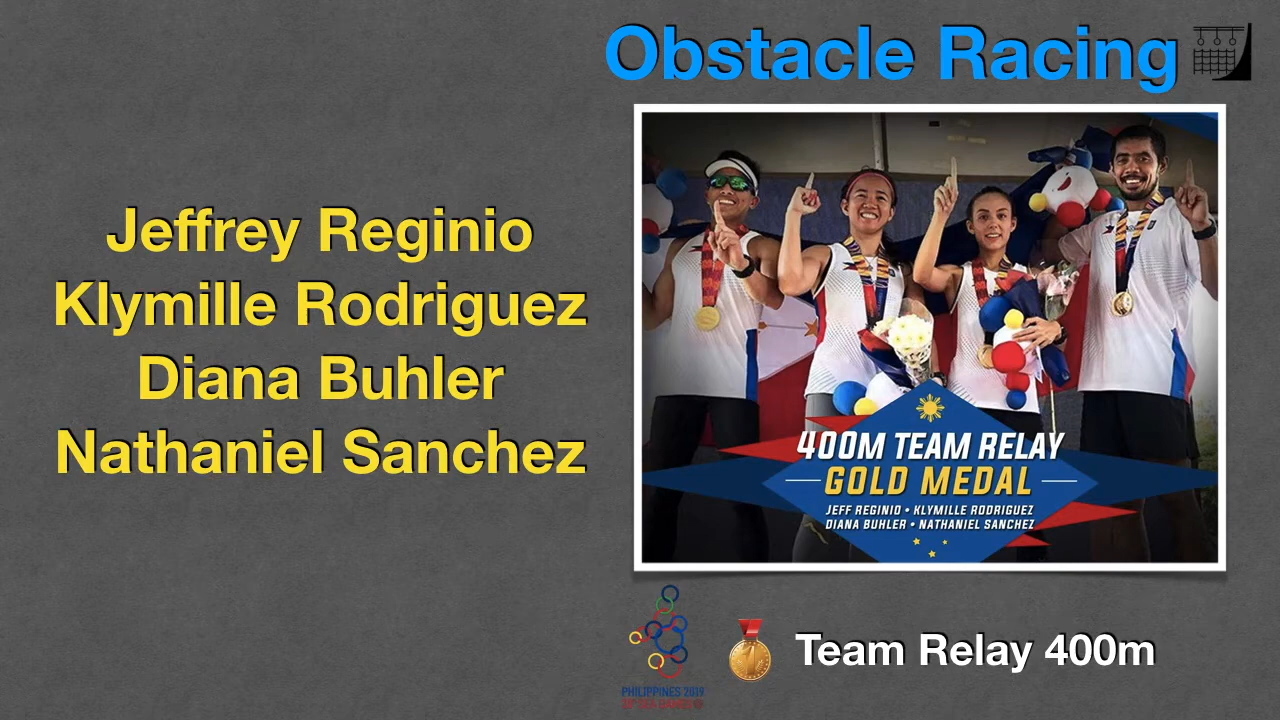 Obstacle Racing
Jeffrey Reginio
Klymille Rodriguez
Diana Buhler
Nathaniel Sanchez
400M TEAM RELAY
GOLD MEDAL
JEFF REGINIO • KLYMILLE RODRIGUEZ
DIANA BUHLER • NATHANIEL SANCHEZ
PHILIPPINES 2019
1
Team Relay 400m